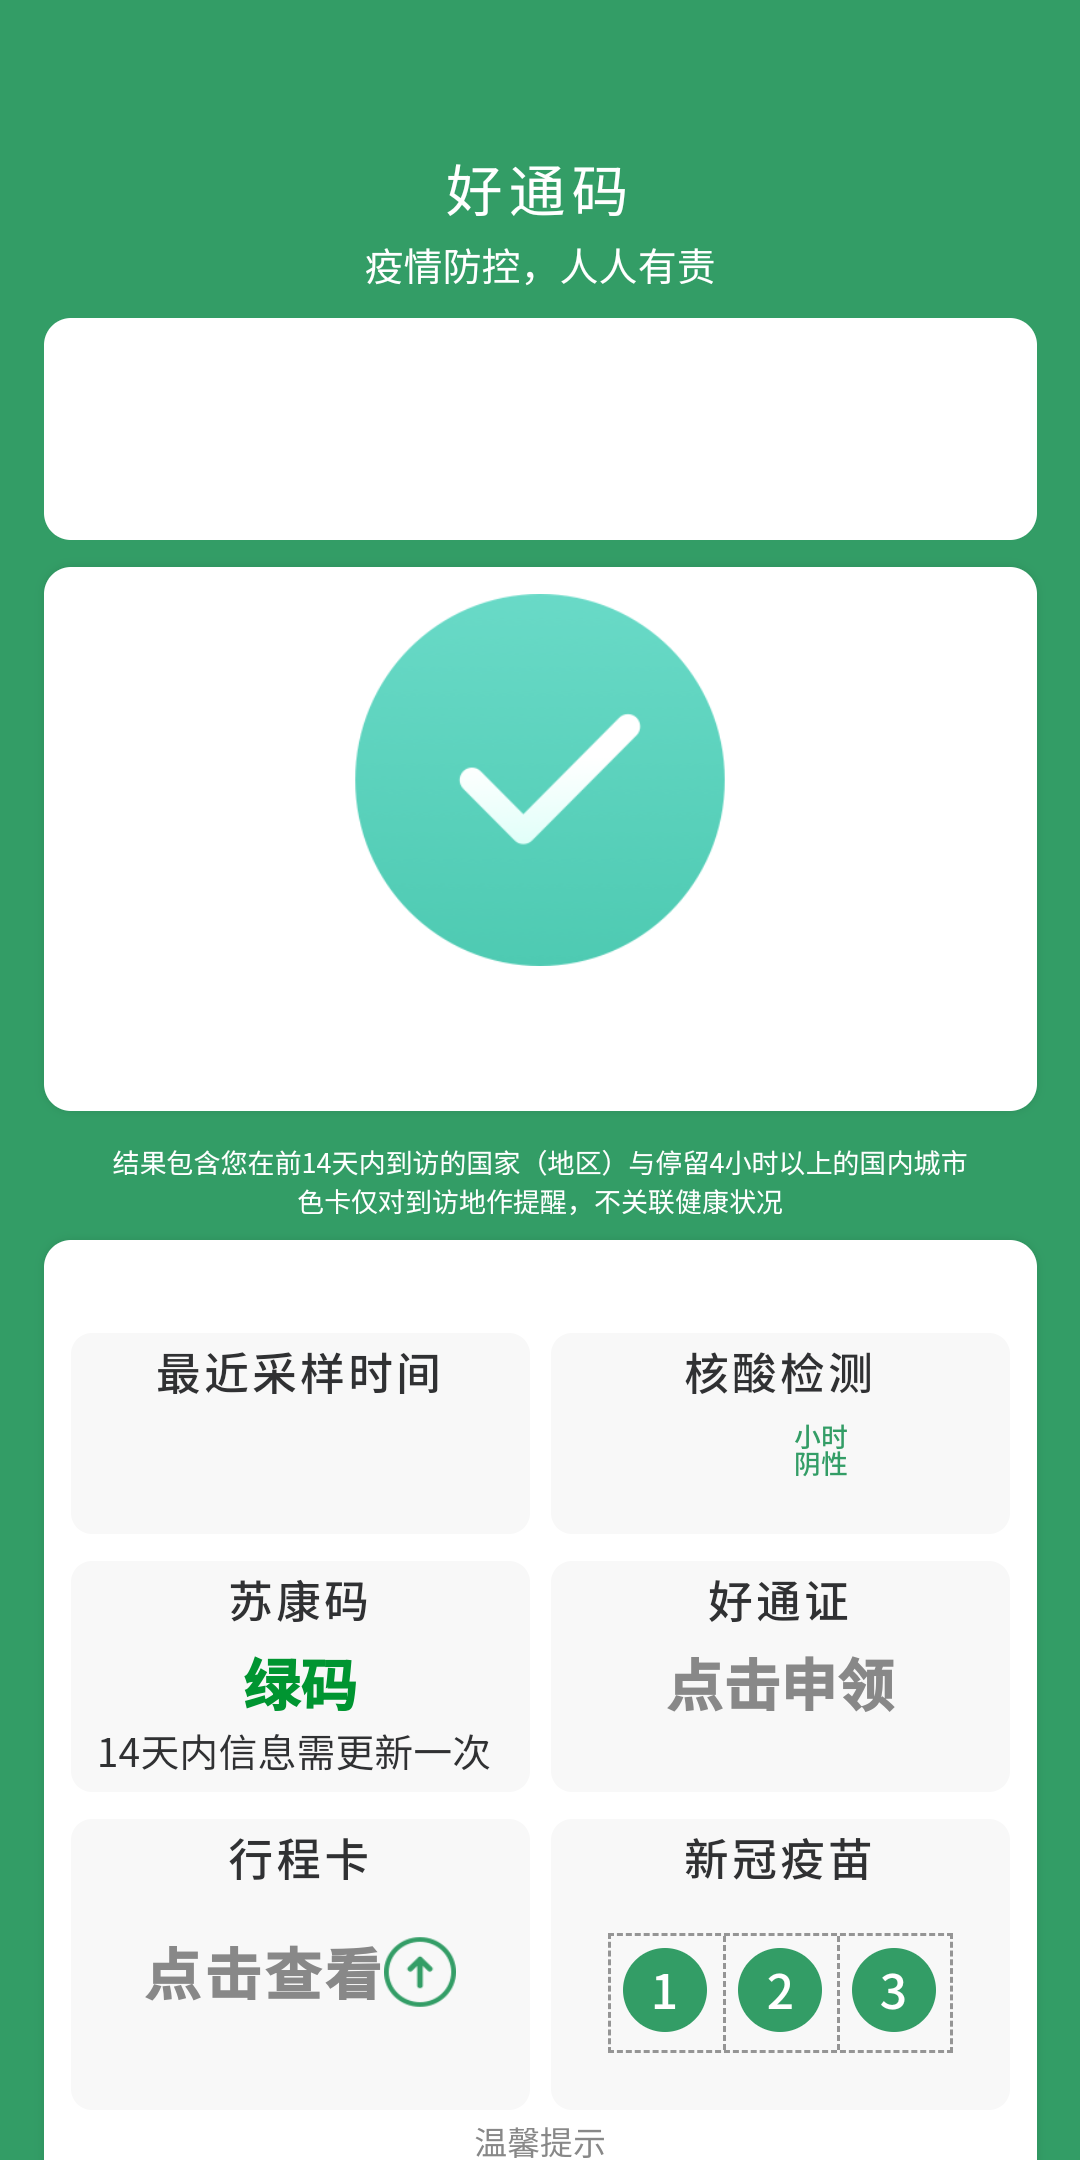 好通码
疫情防控，人人有责
结果包含您在前14天内到访的国家（地区）与停留4小时以上的国内城市
色卡仅对到访地作提醒，不关联健康状况
最近采样时间
核酸检测
小时
阴性
苏康码
绿码
14天内信息需更新一次
好通证
点击申领
行程卡
点击查看
新冠疫苗
1 2 3
温馨提示